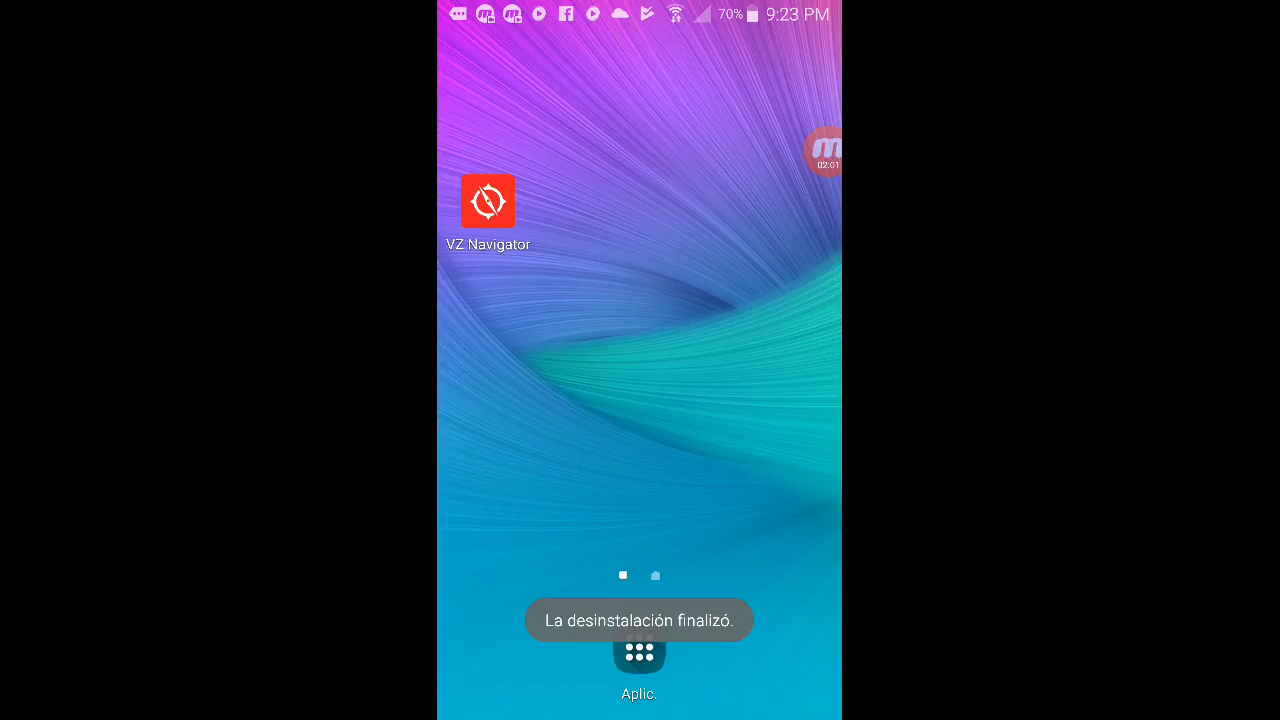 70% 9:23 PM
m
02:01
VZ Navigator
La desinstalación finalizó.
Aplic.